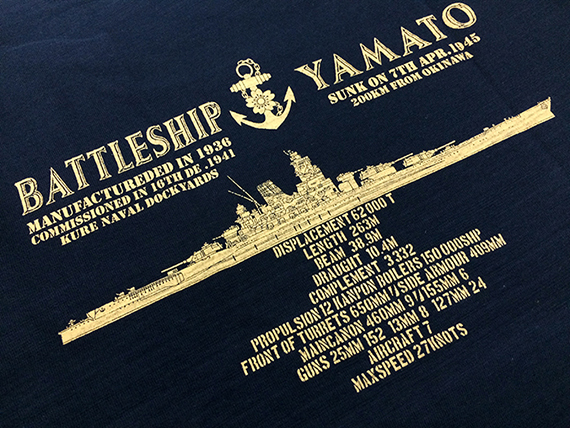 BATTLESHIP YAMATO
MANUFACTUREDED IN 1936
COMMISSIONED IN 16TH DE .1941
KURE NAVAL DOCKYARDS
SUNK ON 7TH APR.1945
200KM FROM OKINAWA
DISPLACEMENT 62,000 T
LENGTH 263M
BEAM 38.9M
DRAUGHT 10.4M
COMPLEMENT 3,332
PROPULSION 12 KANPON BOILERS 150.000SHP
FRONT OF TURRETS 650MM/SIDE ARMOUR 409MM
MAINCANON 460MM 9/155MM 6
GUNS 25MM 152, 13MM 8 127MM 24
AIRCRAFT 7
MAXSPEED 27KNOTS